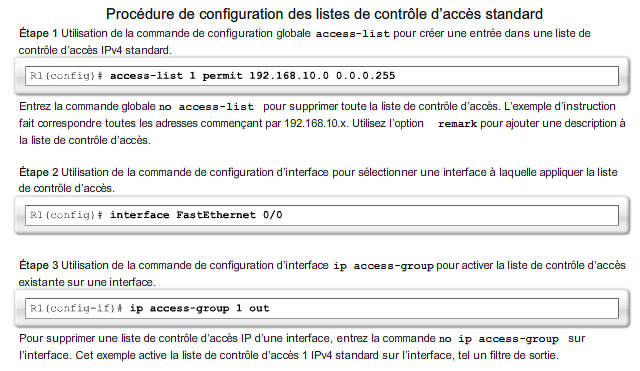 Procédure de configuration des listes de contrôle d'accès standard
Étape 1 Utilisation de la commande de configuration globale access-list pour créer une entrée dans une liste de
contrôle d'accès IPv4 standard.
R1(config)# access-list 1 permit 192.168.10.0 0.0.0.255
Entrez la commande globale no access-list pour supprimer toute la liste de contrôle d'accès. L'exemple d'instruction
fait correspondre toutes les adresses commençant par 192.168.10.x. Utilisez l'option remark pour ajouter une description à
la liste de contrôle d'accès.
Étape 2 Utilisation de la commande de configuration d'interface pour sélectionner une interface à laquelle appliquer la liste
de contrôle d'accès.
R1(config)# interface FastEthernet 0/0
Étape 3 Utilisation de la commande de configuration d'interface ip access-group pour activer la liste de contrôle d'accès
existante sur une interface.
R1(config-if)# ip access-group 1 out
Pour supprimer une liste de contrôle d'accès IP d'une interface, entrez la commande no ip access-group sur
l'interface. Cet exemple active la liste de contrôle d'accès 1 IPv4 standard sur l'interface, tel un filtre de sortie.